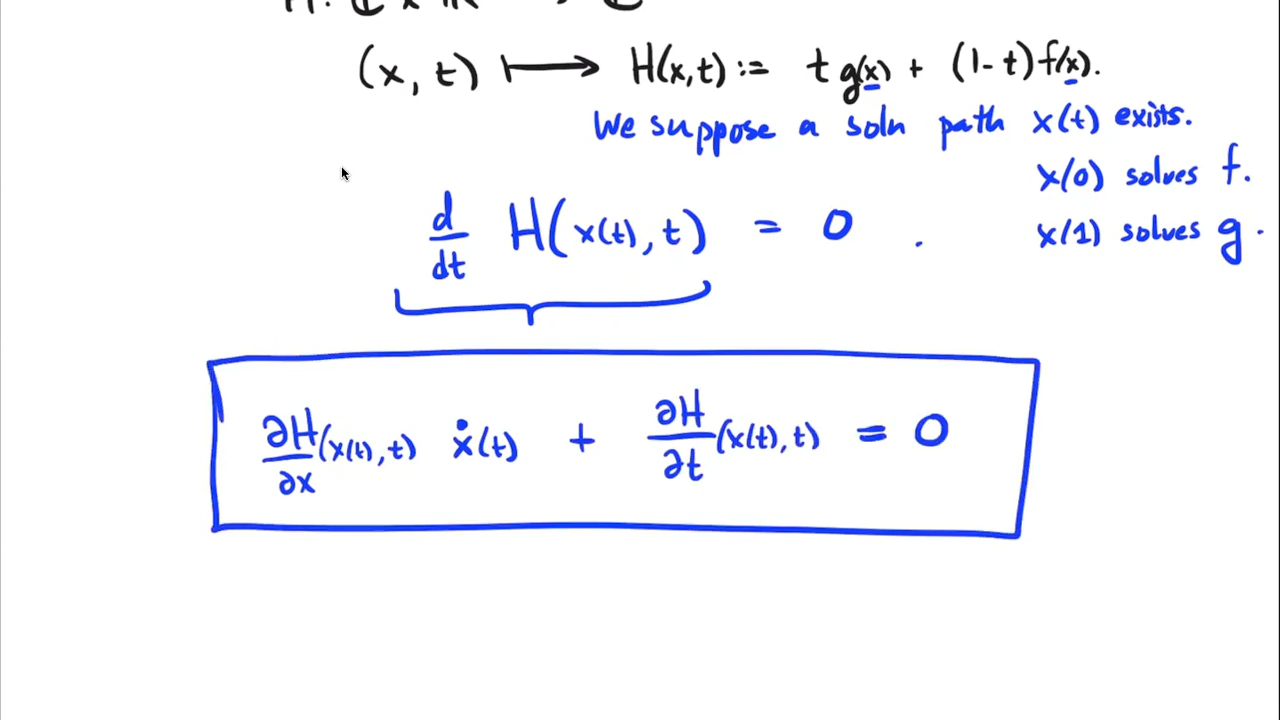 (x, t) ⟼ H(x,t) := t g(x) + (1-t) f(x).
We suppose a soln path x(t) exists.
x(0) solves f.
d/dt H(x(t), t) = 0 .
x(1) solves g.
∂H/∂x (x(t), t) ẋ(t) + ∂H/∂t (x(t), t) = 0